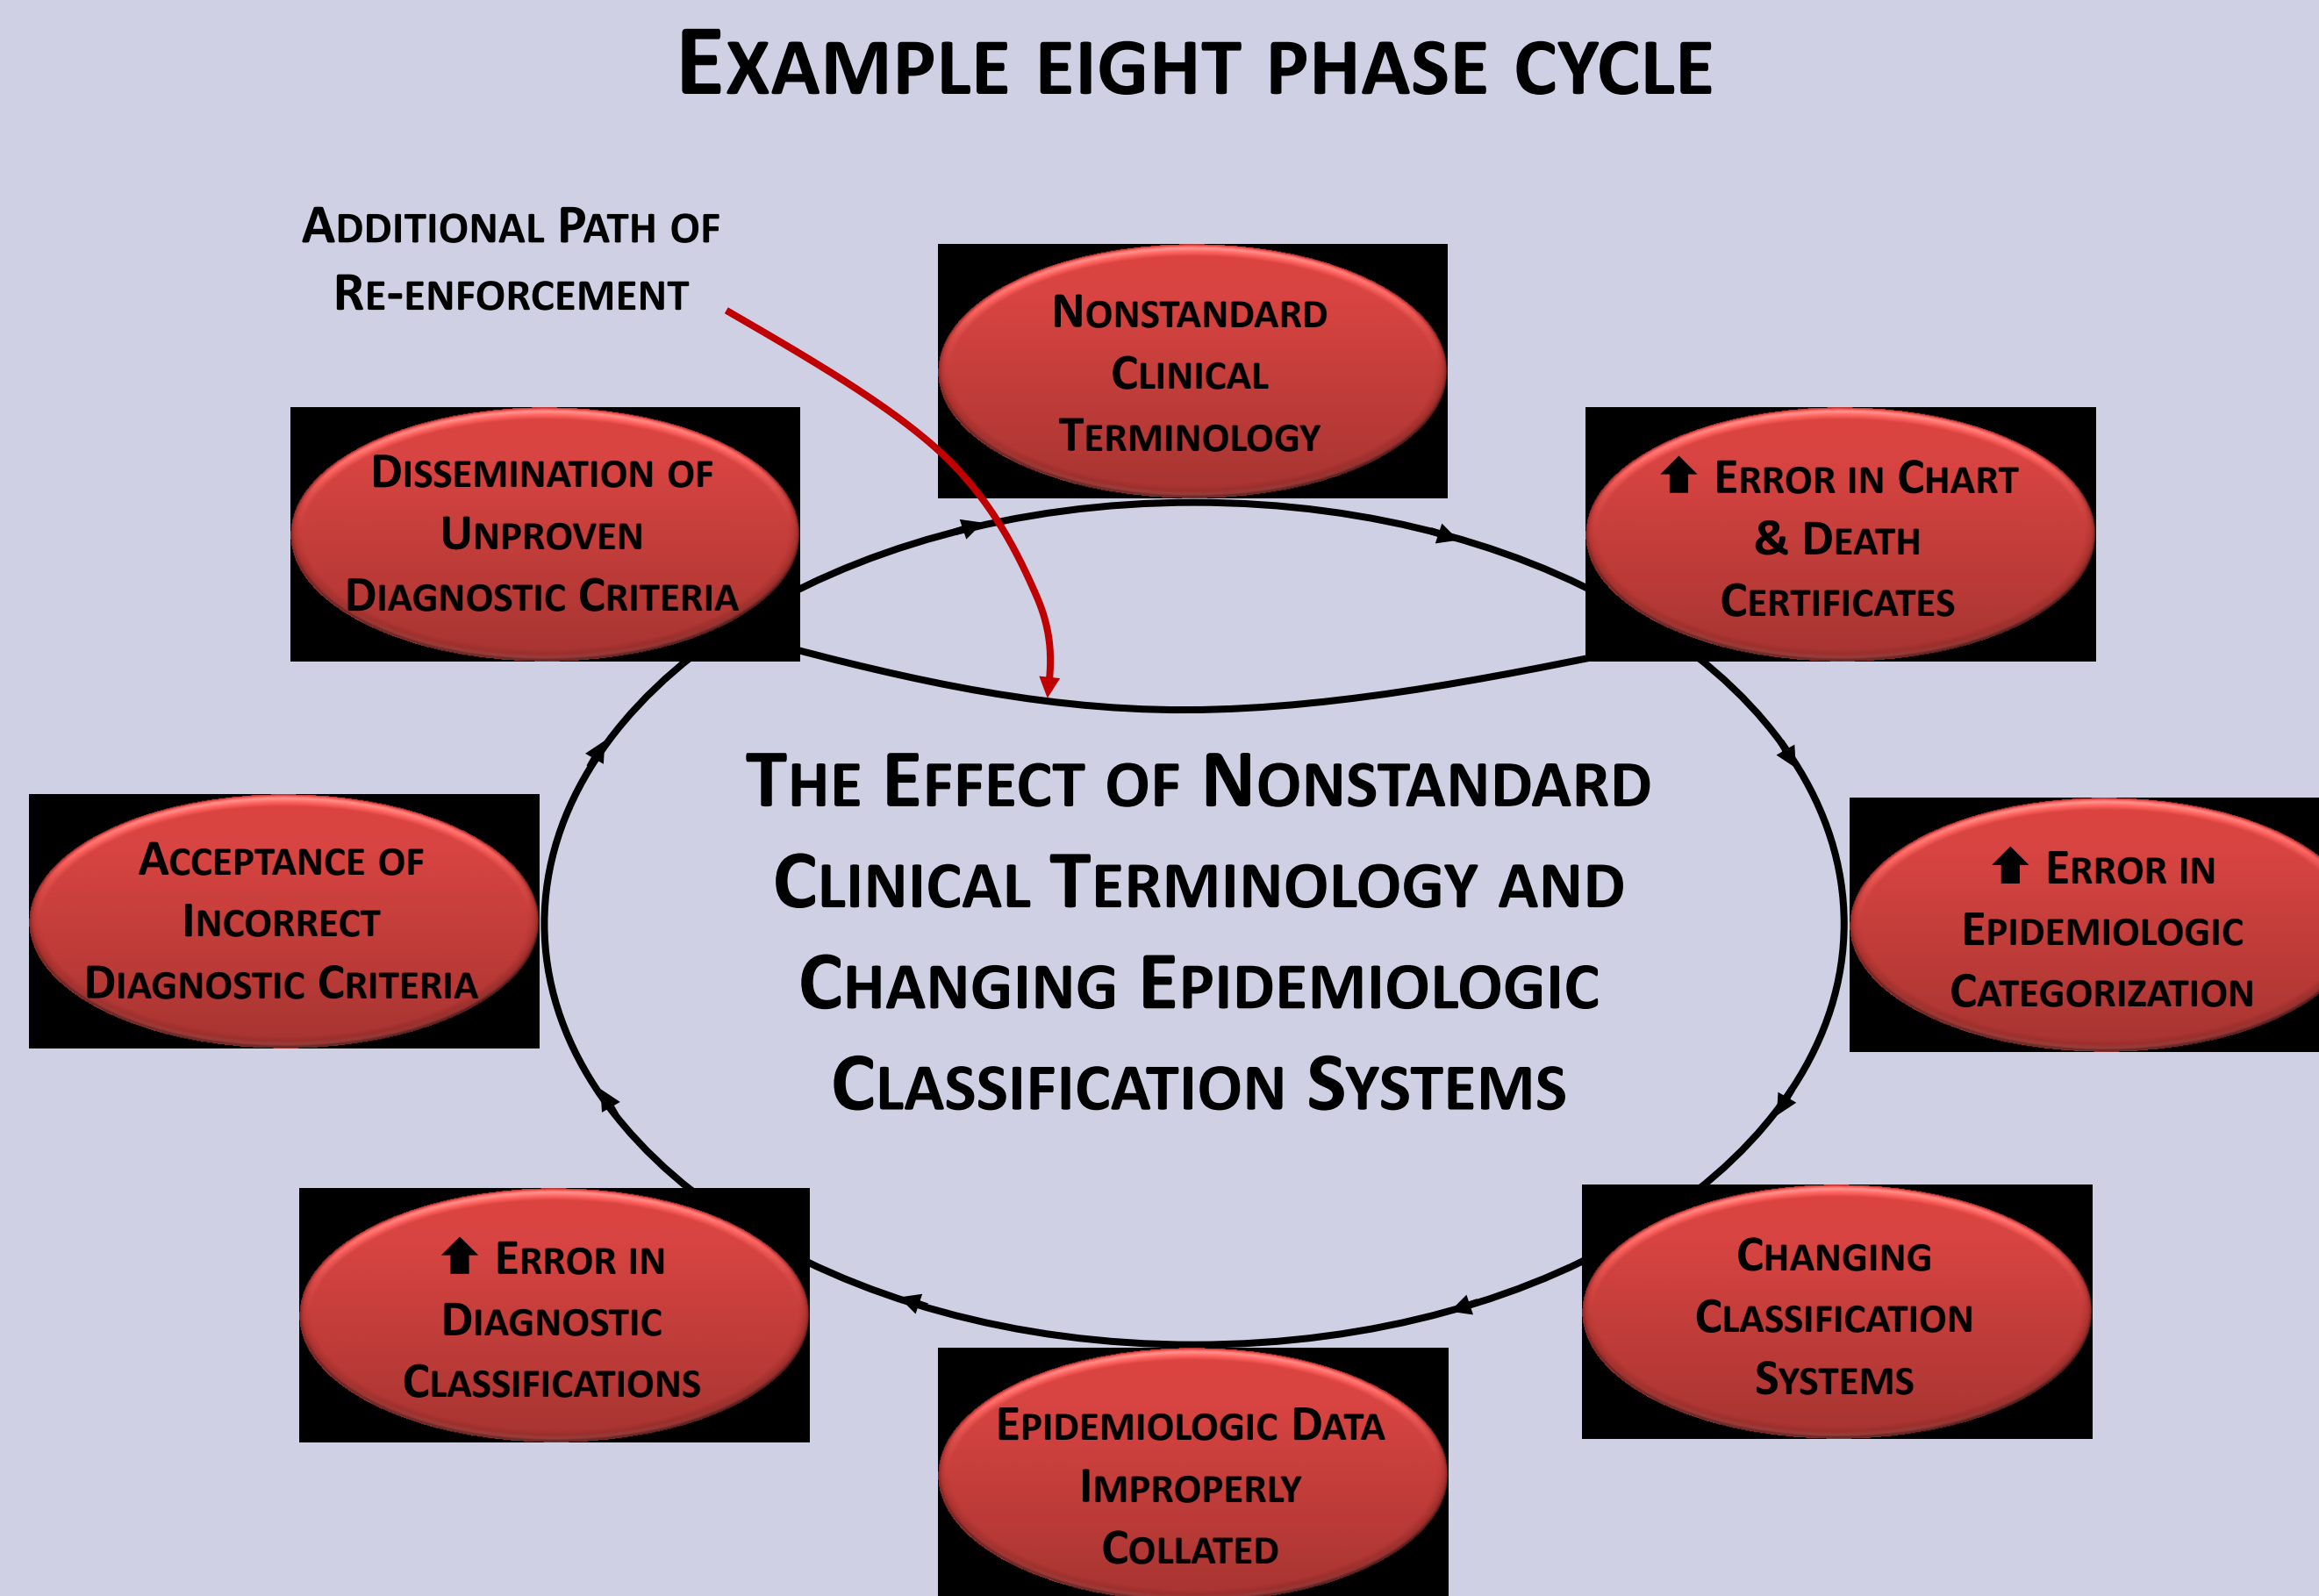 EXAMPLE EIGHT PHASE CYCLE
ADDITIONAL PATH OF
RE-ENFORCEMENT
NONSTANDARD
CLINICAL
TERMINOLOGY
DISSEMINATION OF
UNPROVEN
DIAGNOSTIC CRITERIA
ERROR IN CHART
& DEATH
CERTIFICATES
THE EFFECT OF NONSTANDARD
CLINICAL TERMINOLOGY AND
CHANGING EPIDEMIOLOGIC
CLASSIFICATION SYSTEMS
ACCEPTANCE OF
INCORRECT
DIAGNOSTIC CRITERIA
ERROR IN
EPIDEMIOLOGIC
CATEGORIZATION
ERROR IN
DIAGNOSTIC
CLASSIFICATIONS
CHANGING
CLASSIFICATION
SYSTEMS
EPIDEMIOLOGIC DATA
IMPROPERLY
COLLATED